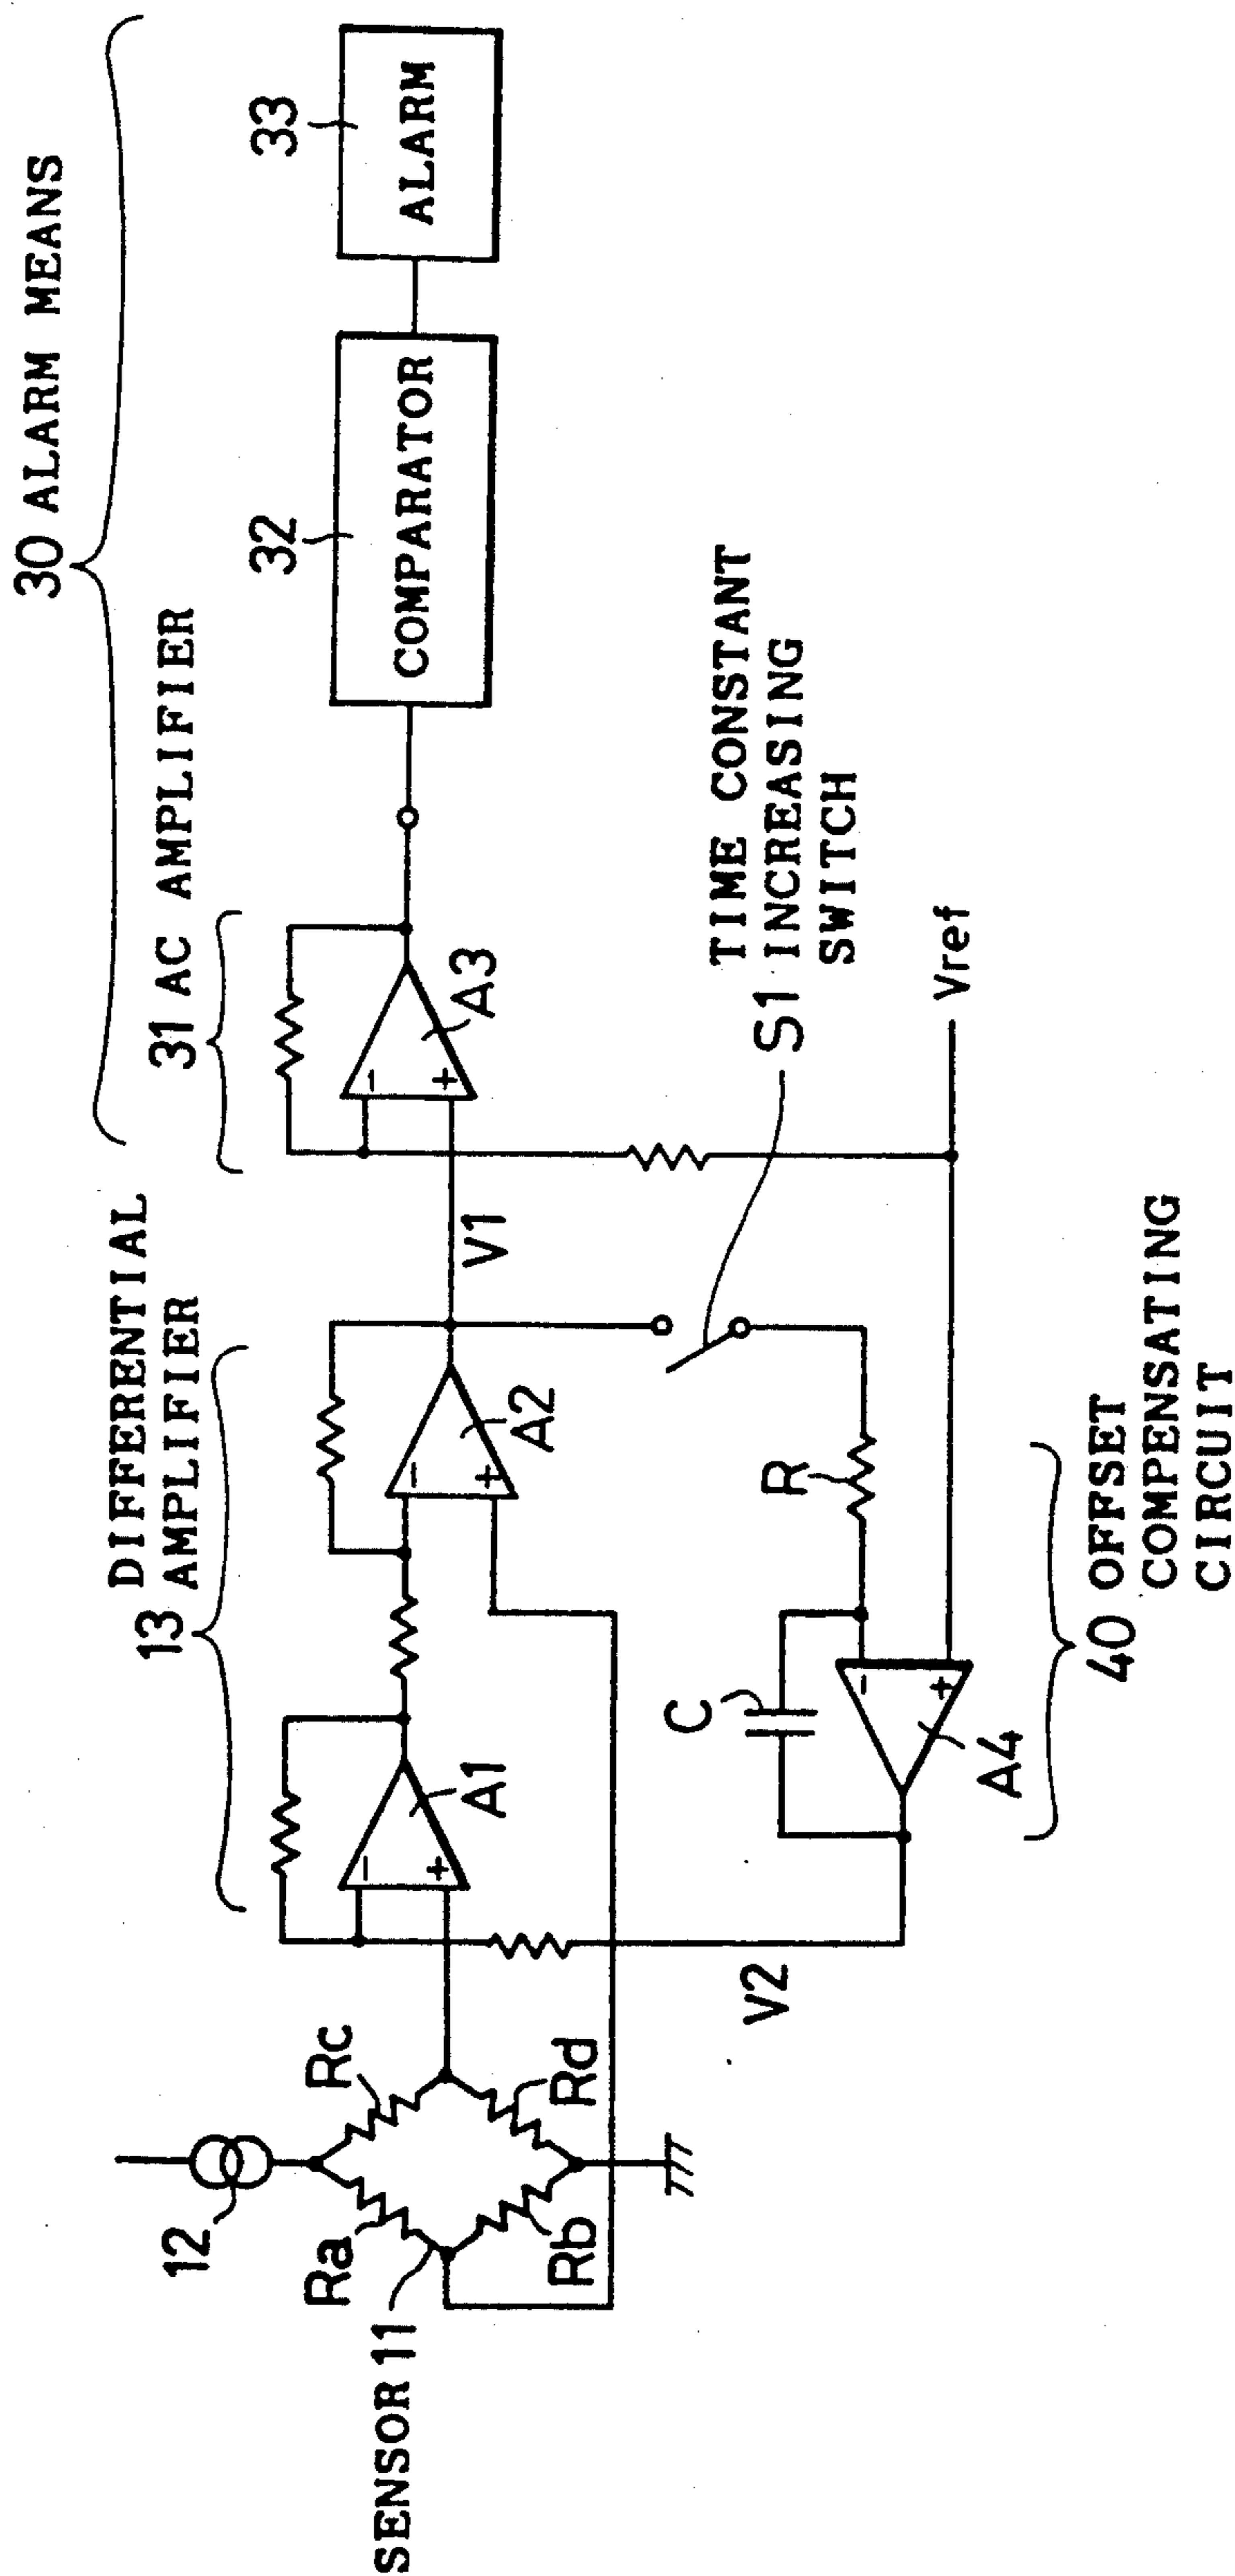 30 ALARM MEANS
31 AC AMPLIFIER
33
ALARM
32
COMPARATOR
DIFFERENTIAL
13 AMPLIFIER
A3
A2
A1
V1
12
Rc
Ra
Rd
Rb
SENSOR 11
V2
C
R
A4
TIME CONSTANT
S1 INCREASING
SWITCH
Vref
40 OFFSET
COMPENSATING
CIRCUIT
-
+
-
+
-
+
-
+